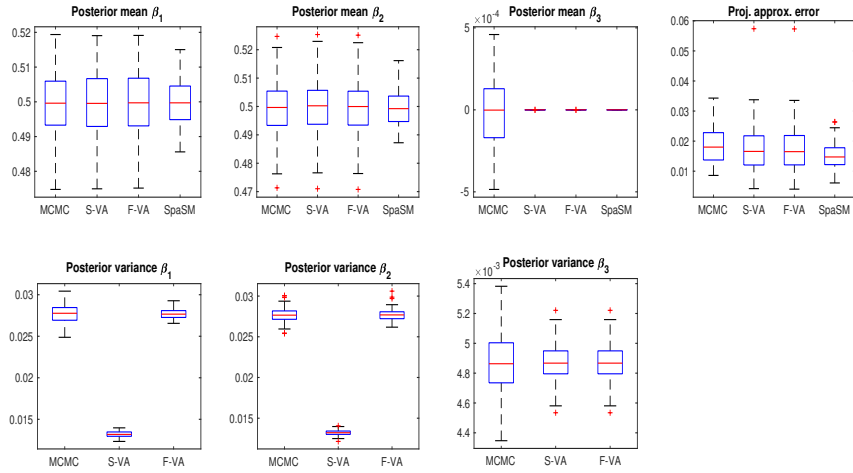 Posterior mean β1
0.52
0.5
0.48
MCMC S-VA F-VA SpaSM
Posterior mean β2
0.52
0.51
0.5
0.49
0.48
0.47
MCMC S-VA F-VA SpaSM
×10-4 Posterior mean β3
5
0
-5
MCMC S-VA F-VA SpaSM
Proj. approx. error
0.06
0.05
0.04
0.03
0.02
0.01
MCMC S-VA F-VA SpaSM
Posterior variance β1
0.03
0.025
0.02
0.015
MCMC S-VA F-VA
Posterior variance β2
0.03
0.025
0.02
0.015
MCMC S-VA F-VA
×10-3 Posterior variance β3
5.4
5.2
5
4.8
4.6
4.4
MCMC S-VA F-VA